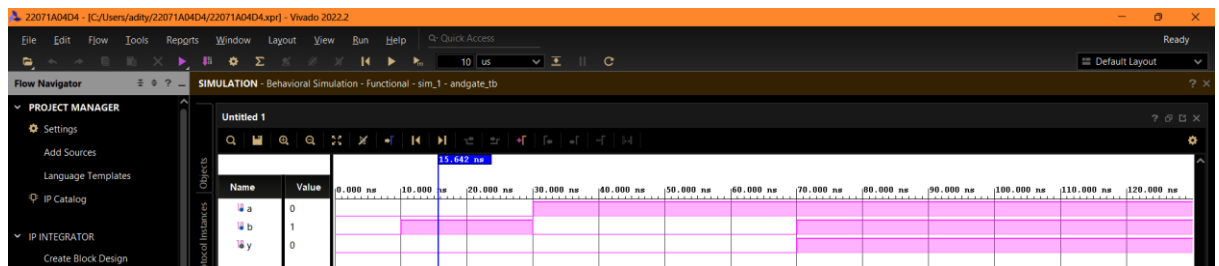 22071A04D4 - [C:/Users/adity/22071A04D4/22071A04D4.xpr] - Vivado 2022.2
File Edit Flow Tools Reports Window Layout View Run Help Q- Quick Access Ready
10 us Default Layout
Flow Navigator SIMULATION - Behavioral Simulation - Functional - sim_1 - andgate_tb
PROJECT MANAGER
Settings
Add Sources
Language Templates
IP Catalog
IP INTEGRATOR
Create Block Design
Objects
Protocol Instances
Untitled 1
15.642 ns
Name Value 0.000 ns 10.000 ns 20.000 ns 30.000 ns 40.000 ns 50.000 ns 60.000 ns 70.000 ns 80.000 ns 90.000 ns 100.000 ns 110.000 ns 120.000 ns
a 0
b 1
y 0